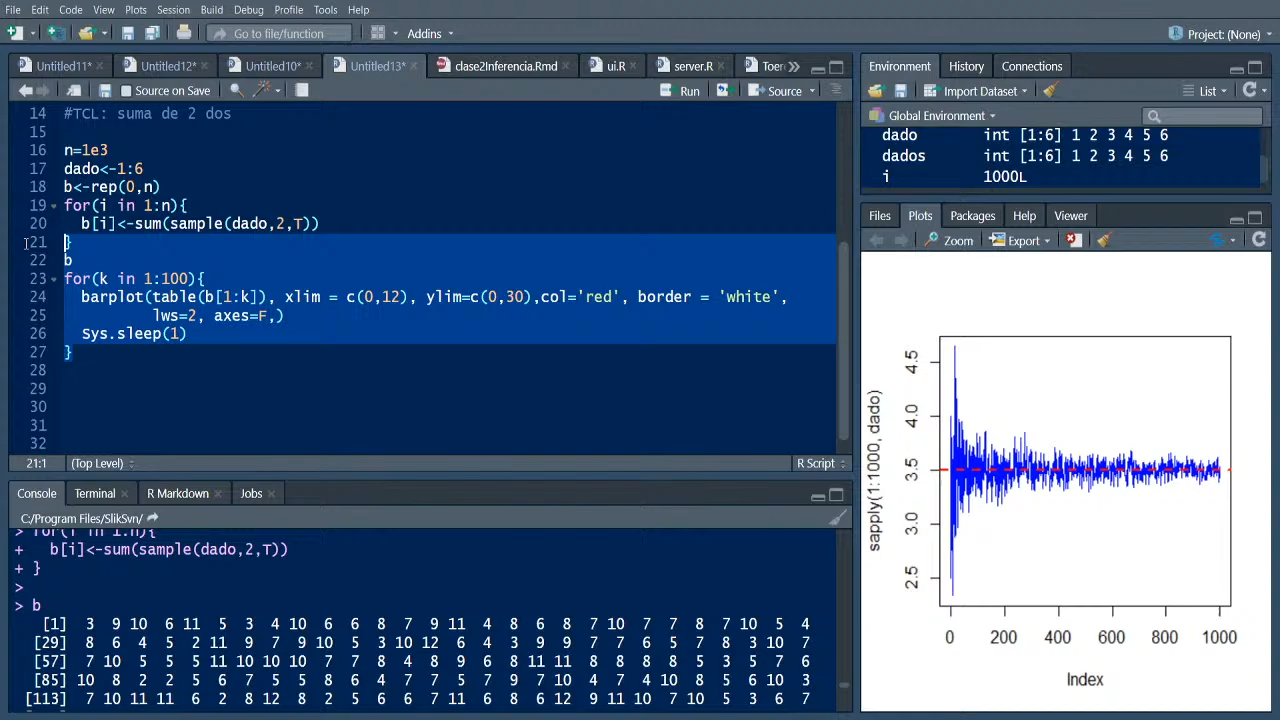 File Edit Code View Plots Session Build Debug Profile Tools Help
Go to file/function Addins Project: (None)
Untitled11* Untitled12* Untitled10* Untitled13* clase2Inferencia.Rmd ui.R server.R Toer
Source on Save Run Source
14 #TCL: suma de 2 dos
15
16 n=1e3
17 dado<-1:6
18 b<-rep(0,n)
19 for(i in 1:n){
20 b[i]<-sum(sample(dado,2,T))
21 }
22 b
23 for(k in 1:100){
24 barplot(table(b[1:k]), xlim = c(0,12), ylim=c(0,30),col='red', border = 'white',
25 lws=2, axes=F,)
26 Sys.sleep(1)
27 }
28
29
30
31
32
21:1 (Top Level) R Script
Console Terminal R Markdown Jobs
C:/Program Files/SlikSvn/
> for(i in 1:n){
+ b[i]<-sum(sample(dado,2,T))
+ }
>
> b
[1] 3 9 10 6 11 5 3 4 10 6 6 8 7 9 11 4 8 6 8 7 10 7 7 8 7 10 5 4
[29] 8 6 4 5 2 11 9 7 9 10 5 3 10 12 6 4 3 9 9 7 7 6 5 7 7 8 3 10 7
[57] 7 10 5 5 5 11 10 10 10 7 7 8 4 8 9 6 8 11 11 8 8 8 8 5 3 5 7 6
[85] 10 8 2 2 5 6 7 5 5 8 6 4 7 7 5 7 9 7 10 4 7 4 10 8 5 6 10 3
[113] 7 10 11 11 6 2 8 12 8 2 5 6 6 7 11 6 8 6 12 9 11 10 7 10 5 3 6 7
Environment History Connections
Import Dataset List
Global Environment
dado int [1:6] 1 2 3 4 5 6
dados int [1:6] 1 2 3 4 5 6
i 1000L
Files Plots Packages Help Viewer
Zoom Export
sapply(1:1000, dado)
4.5
4.0
3.5
3.0
2.5
0 200 400 600 800 1000
Index